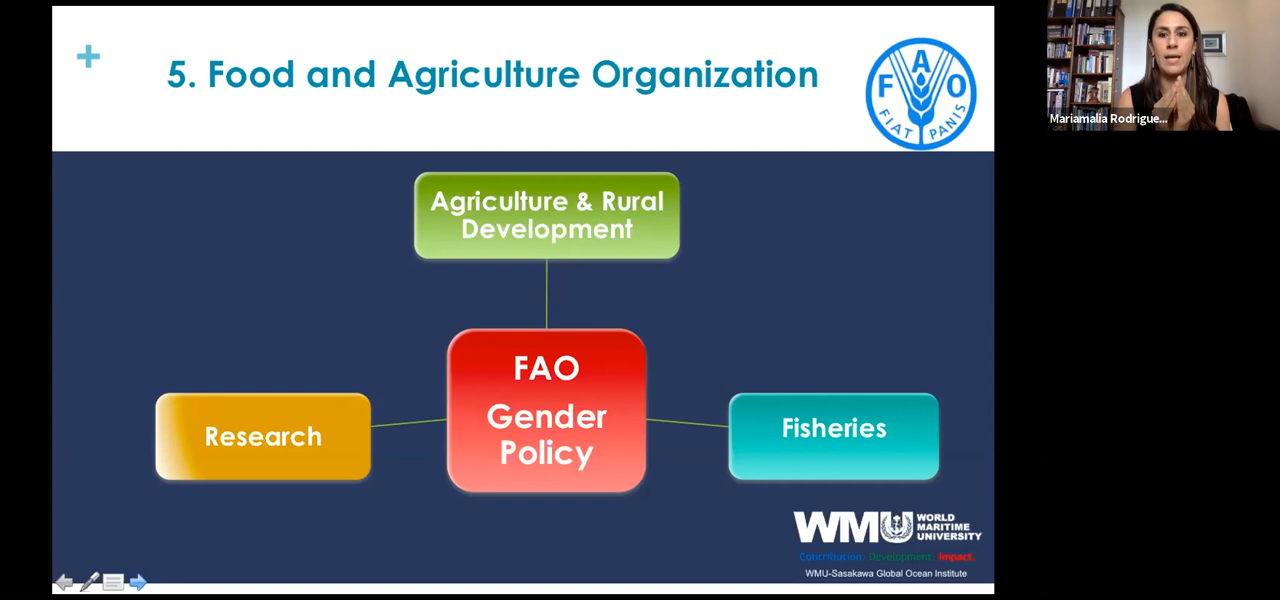 5. Food and Agriculture Organization
F A O
FIAT PANIS
Agriculture & Rural
Development
FAO
Gender
Policy
Research
Fisheries
WMU WORLD
MARITIME
UNIVERSITY
Contribution. Development. Impact.
WMU-Sasakawa Global Ocean Institute
Mariamalia Rodrigue...